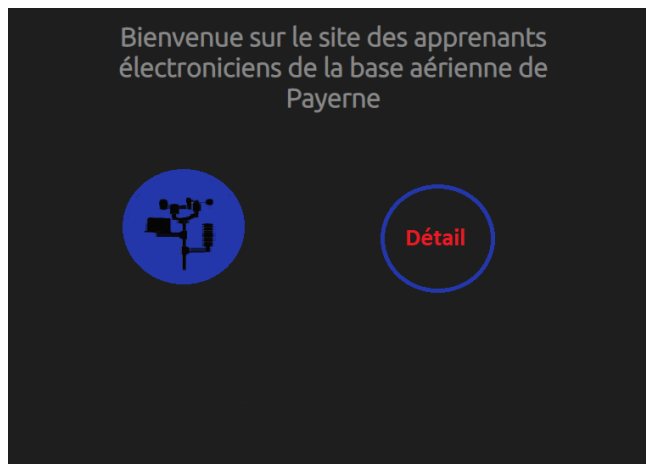 Bienvenue sur le site des apprenants
électroniciens de la base aérienne de
Payerne
Détail